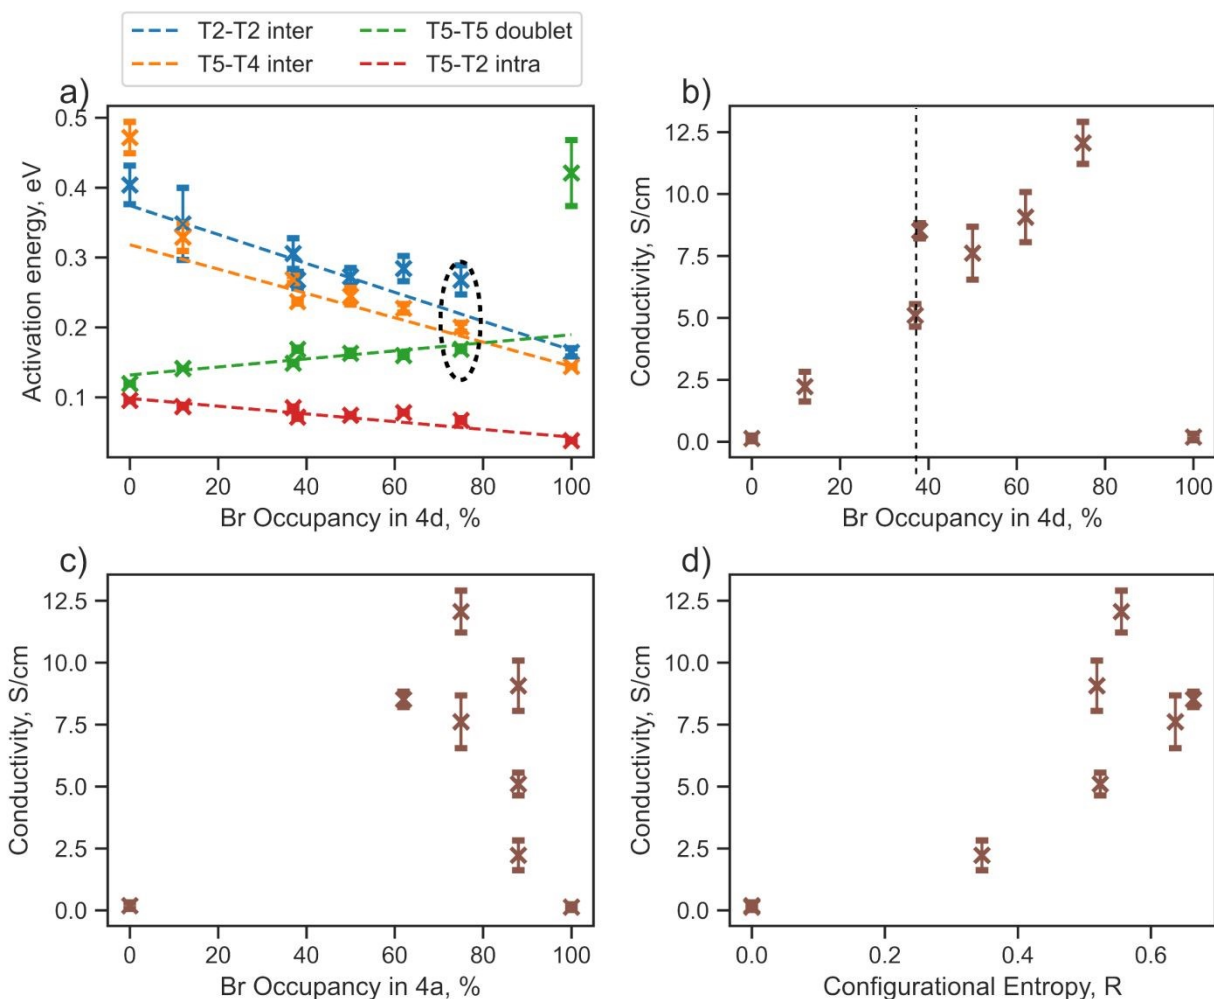 T2-T2 inter
T5-T5 doublet
T5-T4 inter
T5-T2 intra
a)
Activation energy, eV
0.5
0.4
0.3
0.2
0.1
0 20 40 60 80 100
Br Occupancy in 4d, %
b)
Conductivity, S/cm
12.5
10.0
7.5
5.0
2.5
0.0
0 20 40 60 80 100
Br Occupancy in 4d, %
c)
Conductivity, S/cm
12.5
10.0
7.5
5.0
2.5
0.0
0 20 40 60 80 100
Br Occupancy in 4a, %
d)
Conductivity, S/cm
12.5
10.0
7.5
5.0
2.5
0.0
0.0 0.2 0.4 0.6
Configurational Entropy, R